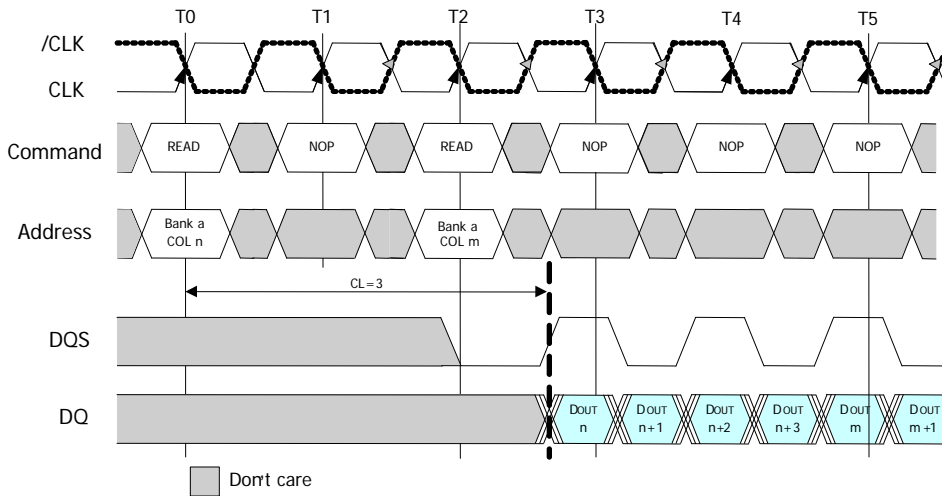 T0 T1 T2 T3 T4 T5
/CLK
CLK
Command READ NOP READ NOP NOP NOP
Address Bank a COL n Bank a COL m
CL=3
DQS
DQ DOUT n DOUT n+1 DOUT n+2 DOUT n+3 DOUT m DOUT m+1
Don't care